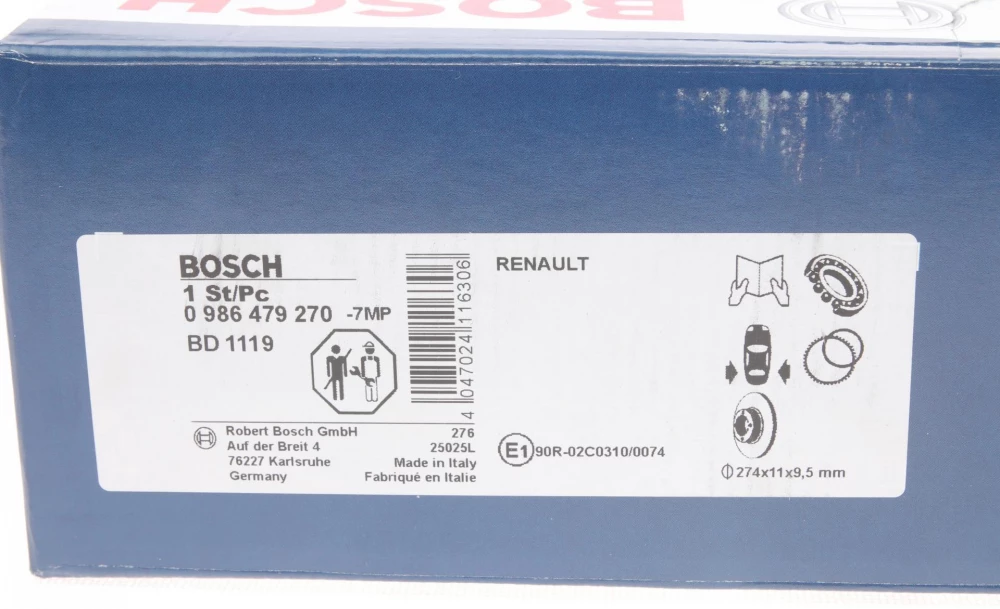 BOSCH
BOSCH
1 St/Pc
0 986 479 270 -7MP
BD 1119
4 047024 116306
RENAULT
Robert Bosch GmbH
Auf der Breit 4
76227 Karlsruhe
Germany
276
25025L
Made in Italy
Fabriqué en Italie
E1 90R-02C0310/0074
⌀ 274x11x9,5 mm